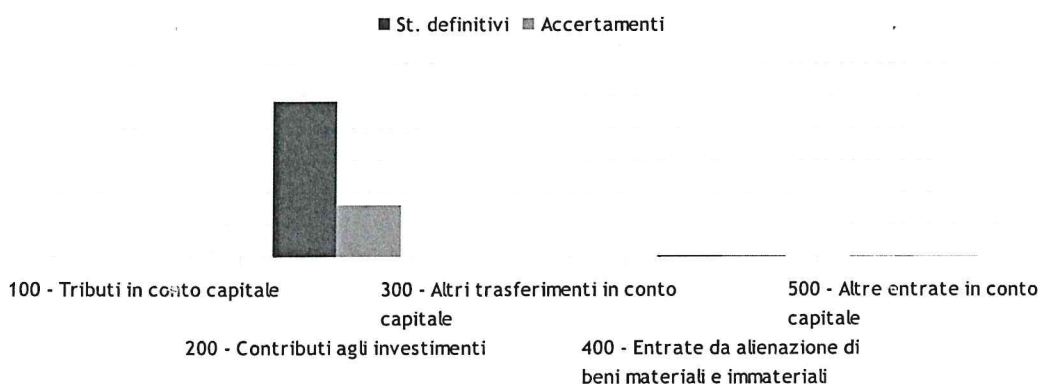 St. definitivi Accertamenti
100 - Tributi in conto capitale
300 - Altri trasferimenti in conto
capitale
500 - Altre entrate in conto
capitale
200 - Contributi agli investimenti
400 - Entrate da alienazione di
beni materiali e immateriali